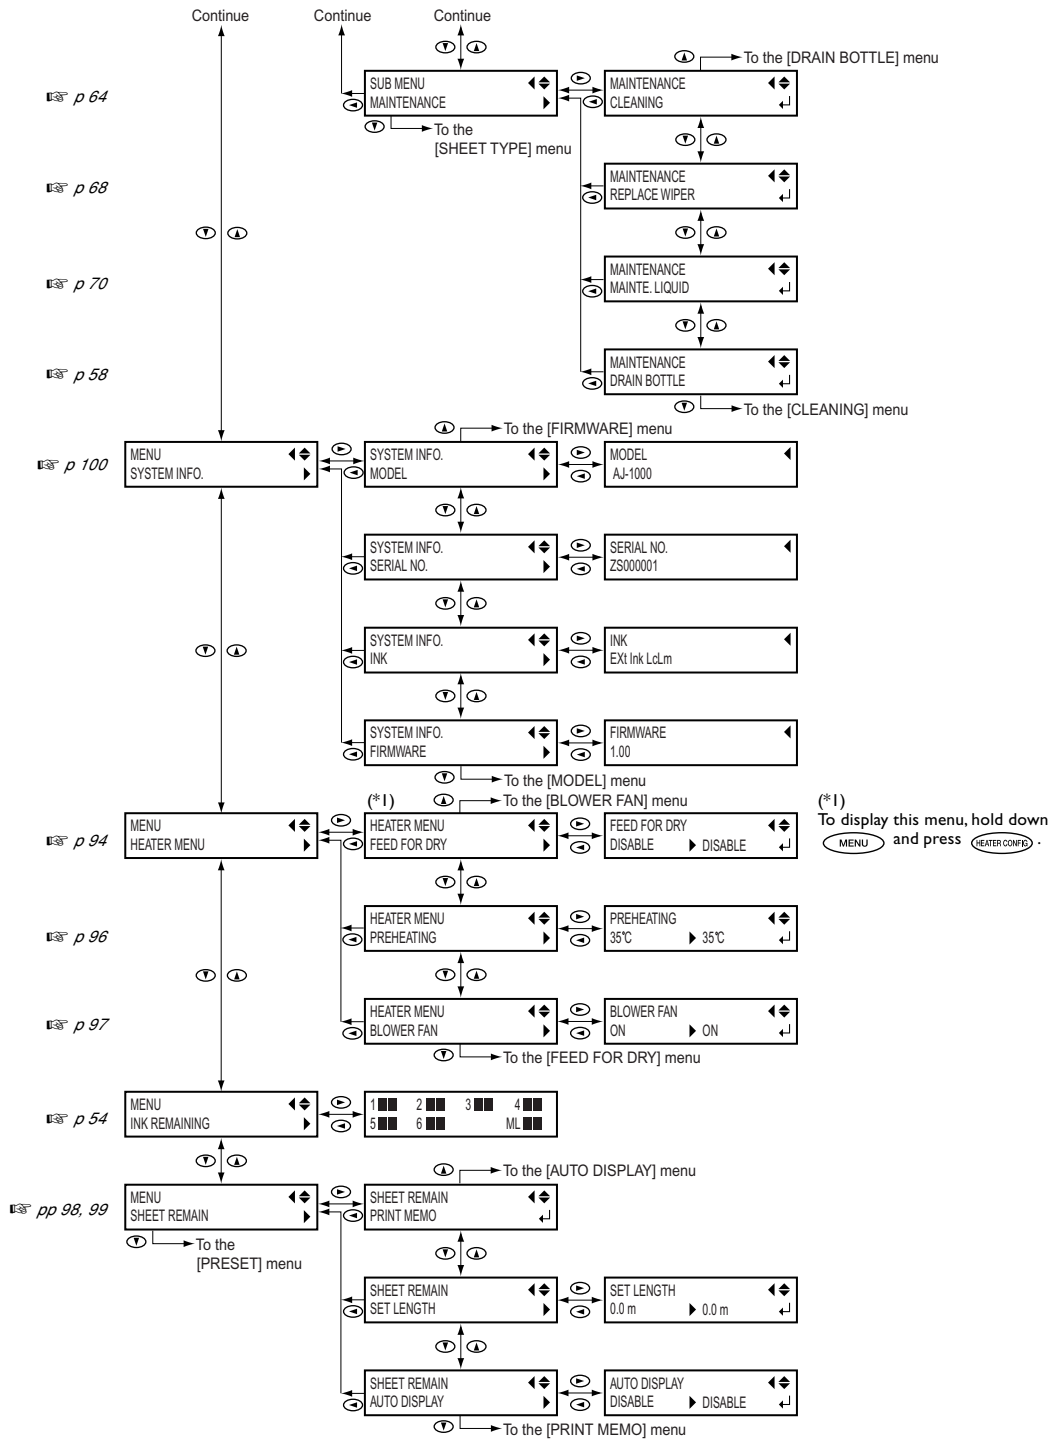 Continue
Continue
Continue
To the [DRAIN BOTTLE] menu
p 64
SUB MENU
MAINTENANCE
MAINTENANCE
CLEANING
To the
[SHEET TYPE] menu
p 68
MAINTENANCE
REPLACE WIPER
p 70
MAINTENANCE
MAINTE. LIQUID
p 58
MAINTENANCE
DRAIN BOTTLE
To the [CLEANING] menu
To the [FIRMWARE] menu
p 100
MENU
SYSTEM INFO.
SYSTEM INFO.
MODEL
MODEL
AJ-1000
SYSTEM INFO.
SERIAL NO.
SERIAL NO.
ZS000001
SYSTEM INFO.
INK
INK
EXt Ink LcLm
SYSTEM INFO.
FIRMWARE
FIRMWARE
1.00
To the [MODEL] menu
(*1)
To the [BLOWER FAN] menu
p 94
MENU
HEATER MENU
HEATER MENU
FEED FOR DRY
FEED FOR DRY
DISABLE DISABLE
(*1)
To display this menu, hold down
MENU and press HEATER CONFIG .
p 96
HEATER MENU
PREHEATING
PREHEATING
35℃ 35℃
p 97
HEATER MENU
BLOWER FAN
BLOWER FAN
ON ON
To the [FEED FOR DRY] menu
p 54
MENU
INK REMAINING
1 2 3 4
5 6 ML
To the [AUTO DISPLAY] menu
pp 98, 99
MENU
SHEET REMAIN
SHEET REMAIN
PRINT MEMO
To the
[PRESET] menu
SHEET REMAIN
SET LENGTH
SET LENGTH
0.0 m 0.0 m
SHEET REMAIN
AUTO DISPLAY
AUTO DISPLAY
DISABLE DISABLE
To the [PRINT MEMO] menu